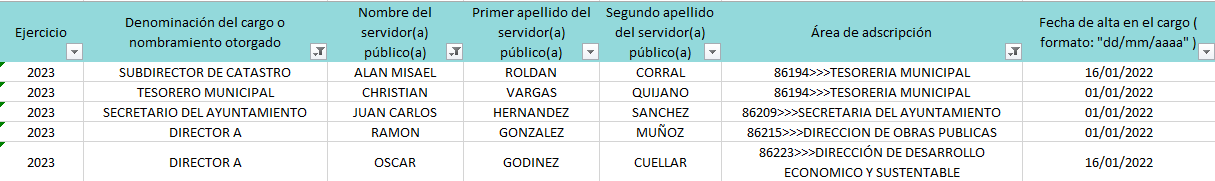 Ejercicio Denominación del cargo o nombramiento otorgado Nombre del servidor(a) público(a) Primer apellido del servidor(a) público(a) Segundo apellido del servidor(a) público(a) Área de adscripción Fecha de alta en el cargo ( formato: "dd/mm/aaaa" )
2023 SUBDIRECTOR DE CATASTRO ALAN MISAEL ROLDAN CORRAL 86194>>>TESORERIA MUNICIPAL 16/01/2022
2023 TESORERO MUNICIPAL CHRISTIAN VARGAS QUIJANO 86194>>>TESORERIA MUNICIPAL 01/01/2022
2023 SECRETARIO DEL AYUNTAMIENTO JUAN CARLOS HERNANDEZ SANCHEZ 86209>>>SECRETARIA DEL AYUNTAMIENTO 01/01/2022
2023 DIRECTOR A RAMON GONZALEZ MUÑOZ 86215>>>DIRECCION DE OBRAS PUBLICAS 01/01/2022
2023 DIRECTOR A OSCAR GODINEZ CUELLAR 86223>>>DIRECCIÓN DE DESARROLLO ECONOMICO Y SUSTENTABLE 16/01/2022